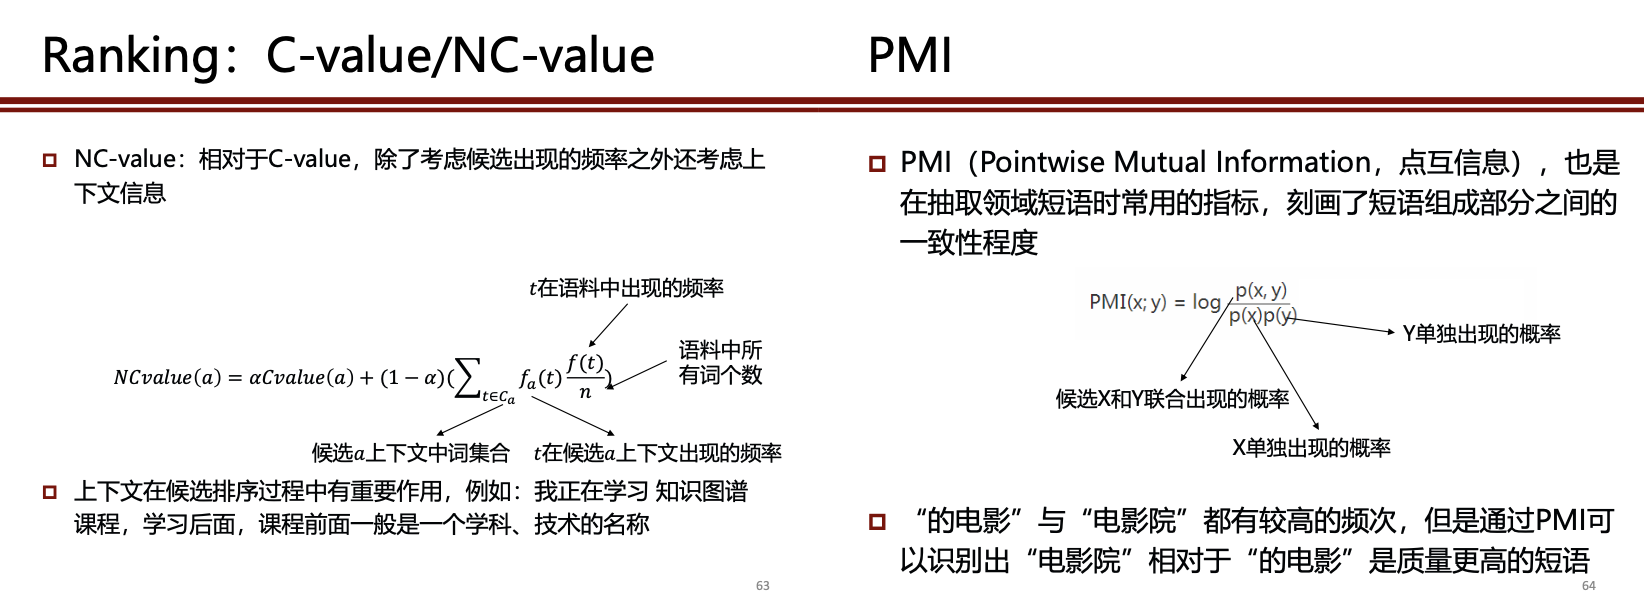 Ranking：C-value/NC-value
NC-value：相对于C-value，除了考虑候选出现的频率之外还考虑上
下文信息
t在语料中出现的频率
语料中所
有词个数
NCvalue(a) = αCvalue(a) + (1 − α)(∑_{t∈C_a} f_a(t) f(t)/n)
候选a上下文中词集合
t在候选a上下文出现的频率
上下文在候选排序过程中有重要作用，例如：我正在学习 知识图谱
课程，学习后面，课程前面一般是一个学科、技术的名称
63
PMI
PMI（Pointwise Mutual Information，点互信息），也是
在抽取领域短语时常用的指标，刻画了短语组成部分之间的
一致性程度
PMI(x; y) = log p(x, y)/p(x)p(y)
Y单独出现的概率
候选X和Y联合出现的概率
X单独出现的概率
“的电影”与“电影院”都有较高的频次，但是通过PMI可
以识别出“电影院”相对于“的电影”是质量更高的短语
64